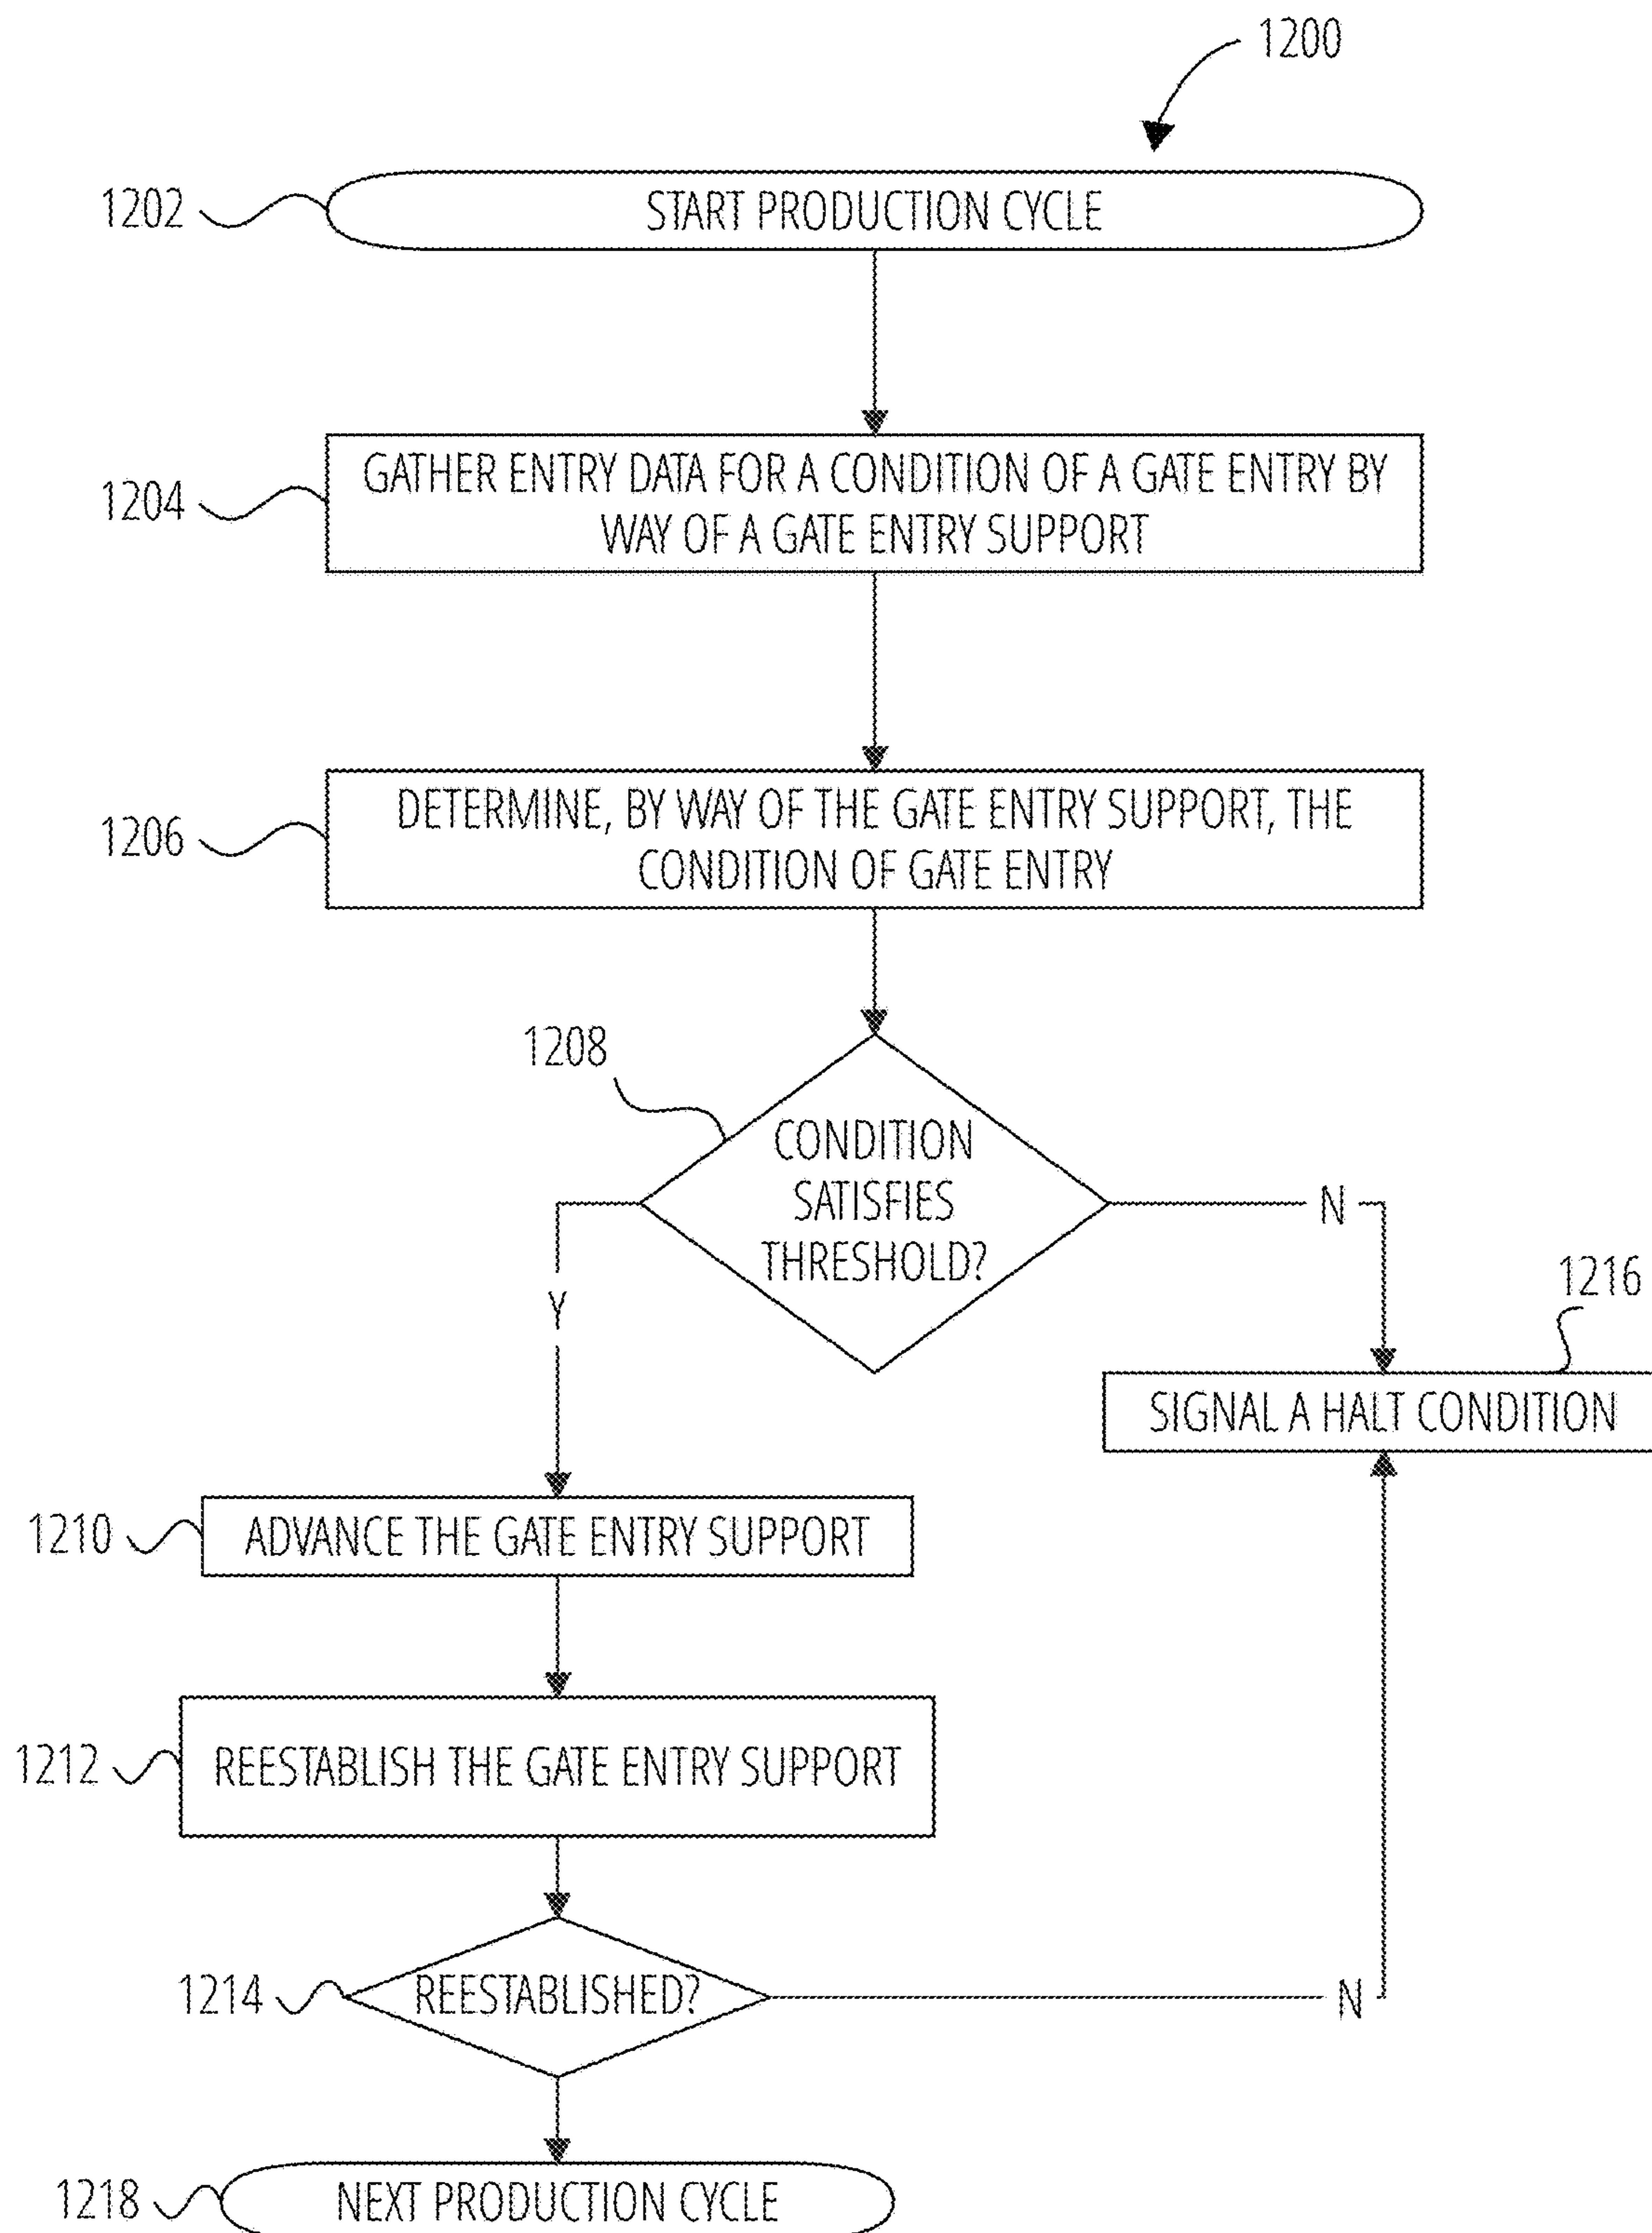 1200
1202
START PRODUCTION CYCLE
1204
GATHER ENTRY DATA FOR A CONDITION OF A GATE ENTRY BY
WAY OF A GATE ENTRY SUPPORT
1206
DETERMINE, BY WAY OF THE GATE ENTRY SUPPORT, THE
CONDITION OF GATE ENTRY
1208
CONDITION
SATISFIES
THRESHOLD?
N
Y
1216
SIGNAL A HALT CONDITION
1210
ADVANCE THE GATE ENTRY SUPPORT
1212
REESTABLISH THE GATE ENTRY SUPPORT
1214
REESTABLISHED?
N
1218
NEXT PRODUCTION CYCLE